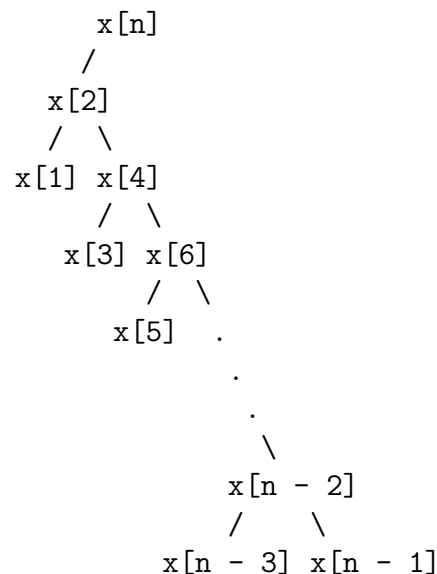 x[n]
/
x[2]
/ \
x[1] x[4]
/ \
x[3] x[6]
/ \
x[5] .
.
.
\
x[n - 2]
/ \
x[n - 3] x[n - 1]